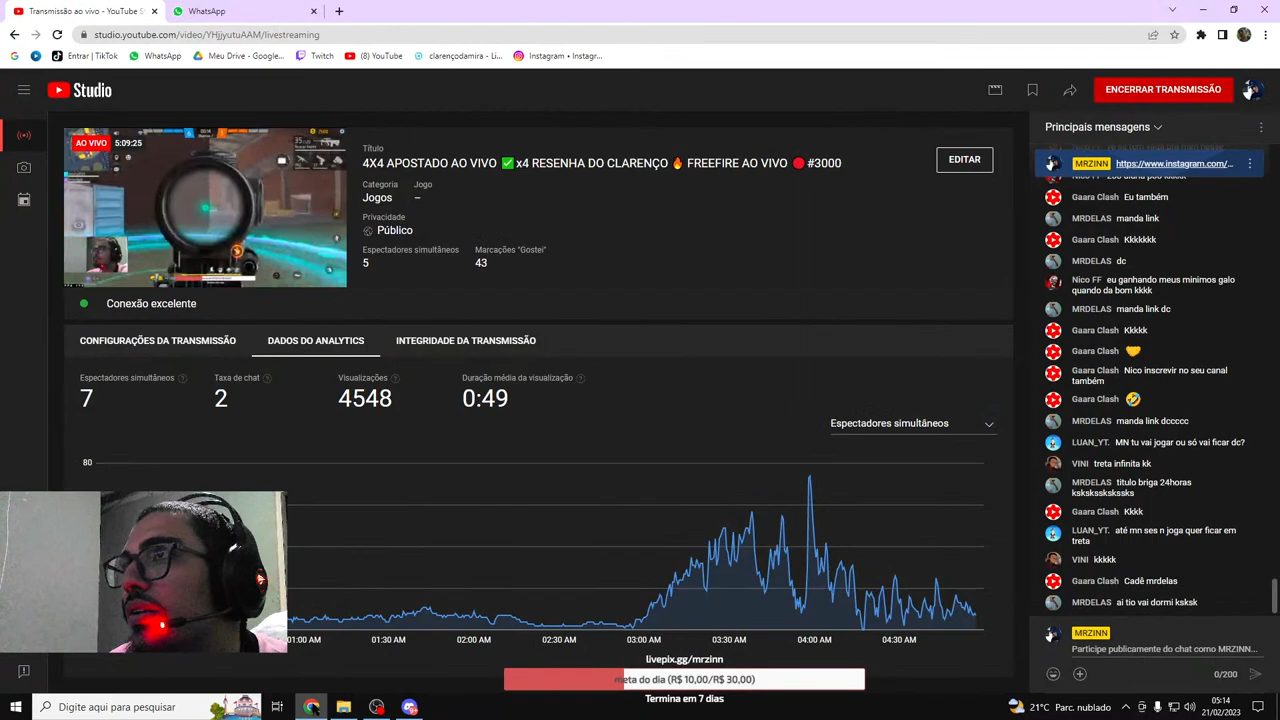 Transmissão ao vivo - YouTube S
WhatsApp
studio.youtube.com/video/YHjjyutuAAM/livestreaming
Entrar | TikTok
WhatsApp
Meu Drive - Google...
Twitch
(8) YouTube
clarençodamira - Li...
Instagram • Instagr...
Studio
ENCERRAR TRANSMISSÃO
AO VIVO
5:09:25
Título
4X4 APOSTADO AO VIVO ✅ x4 RESENHA DO CLARENÇO 🔥 FREEFIRE AO VIVO 🔴 #3000
EDITAR
Categoria
Jogo
Jogos
–
Privacidade
Público
Espectadores simultâneos
Marcações "Gostei"
5
43
Conexão excelente
CONFIGURAÇÕES DA TRANSMISSÃO
DADOS DO ANALYTICS
INTEGRIDADE DA TRANSMISSÃO
Espectadores simultâneos
Taxa de chat
Visualizações
Duração média da visualização
7
2
4548
0:49
Espectadores simultâneos
80
01:00 AM
01:30 AM
02:00 AM
02:30 AM
03:00 AM
03:30 AM
04:00 AM
04:30 AM
livepix.gg/mrzinn
meta do dia (R$ 10,00/R$ 30,00)
Termina em 7 dias
Principais mensagens
MRZINN https://www.instagram.com/...
Gaara Clash Eu também
MRDELAS manda link
Gaara Clash Kkkkkkk
MRDELAS dc
Nico FF eu ganhando meus minimos galo
quando da bom kkkk
MRDELAS manda link dc
Gaara Clash Kkkkk
Gaara Clash 🤝
Gaara Clash Nico inscrevir no seu canal
também
Gaara Clash 🤣
MRDELAS manda link dccccc
LUAN_YT. MN tu vai jogar ou só vai ficar dc?
VINI treta infinita kk
MRDELAS titulo briga 24horas
ksksksskskssks
Gaara Clash Kkkk
LUAN_YT. até mn ses n joga quer ficar em
treta
VINI kkkkk
Gaara Clash Cadê mrdelas
MRDELAS ai tio vai dormi ksksk
MRZINN
Participe publicamente do chat como MRZINN...
0/200
Digite aqui para pesquisar
21°C Parc. nublado
05:14
21/02/2023